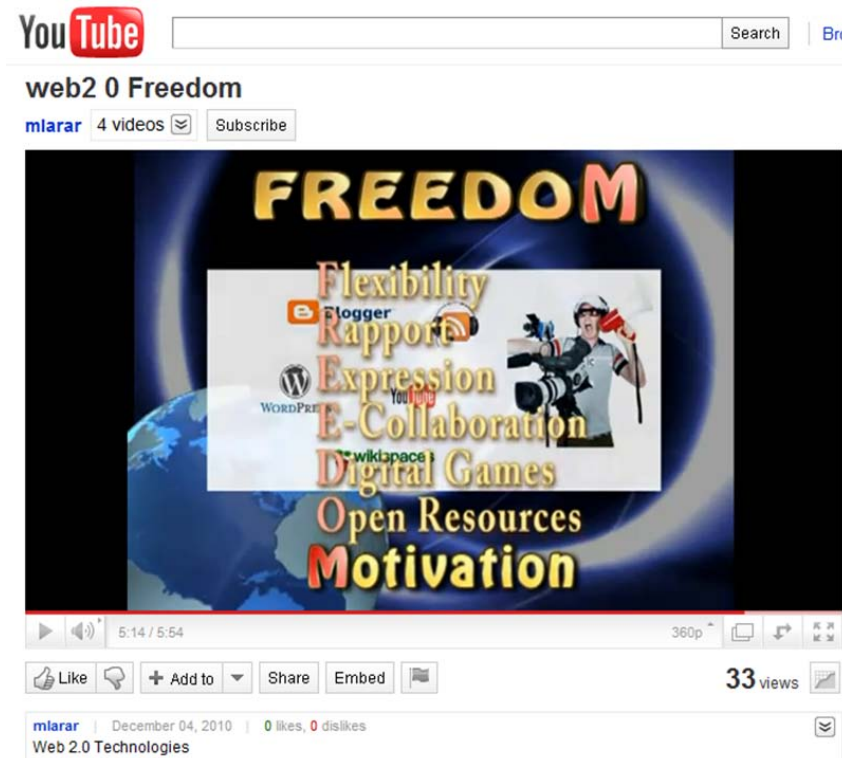 YouTube Search Bro
web2 0 Freedom
mlarar 4 videos Subscribe
FREEDOM
Flexibility
Blogger
Rapport
Expression
WORDPRESS YouTube
E-Collaboration
wikispaces
Digital Games
Open Resources
Motivation
5:14 / 5:54 360p
Like Add to Share Embed 33 views
mlarar | December 04, 2010 | 0 likes, 0 dislikes
Web 2.0 Technologies